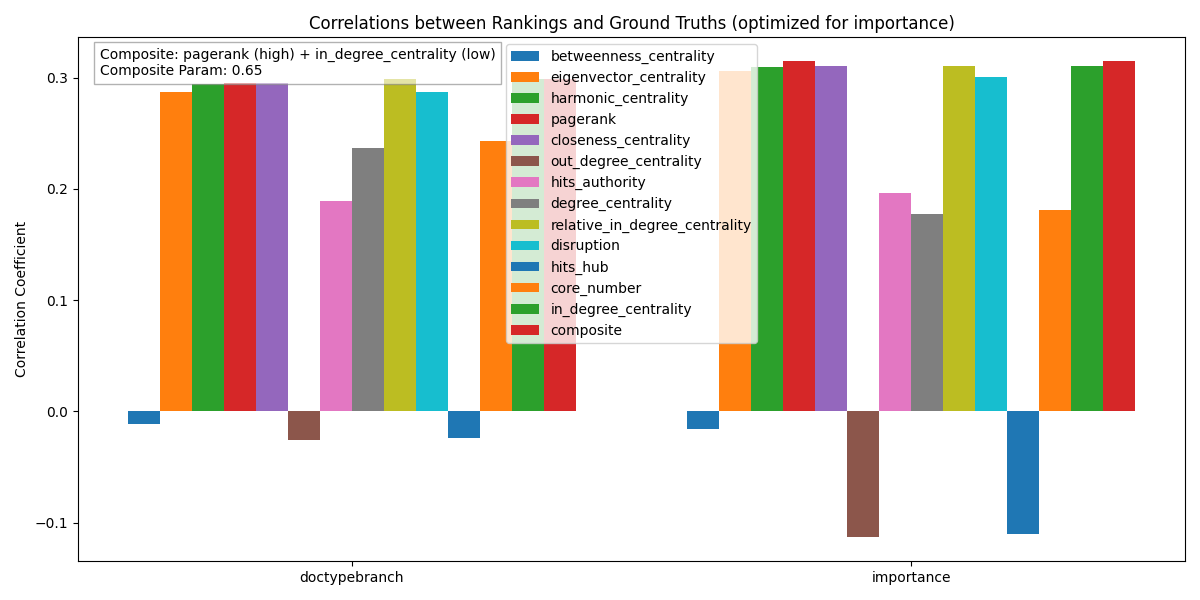 Correlations between Rankings and Ground Truths (optimized for importance)
Composite: pagerank (high) + in_degree_centrality (low)
Composite Param: 0.65
betweenness_centrality
eigenvector_centrality
harmonic_centrality
pagerank
closeness_centrality
out_degree_centrality
hits_authority
degree_centrality
relative_in_degree_centrality
disruption
hits_hub
core_number
in_degree_centrality
composite
Correlation Coefficient
0.3
0.2
0.1
0.0
−0.1
doctypebranch
importance